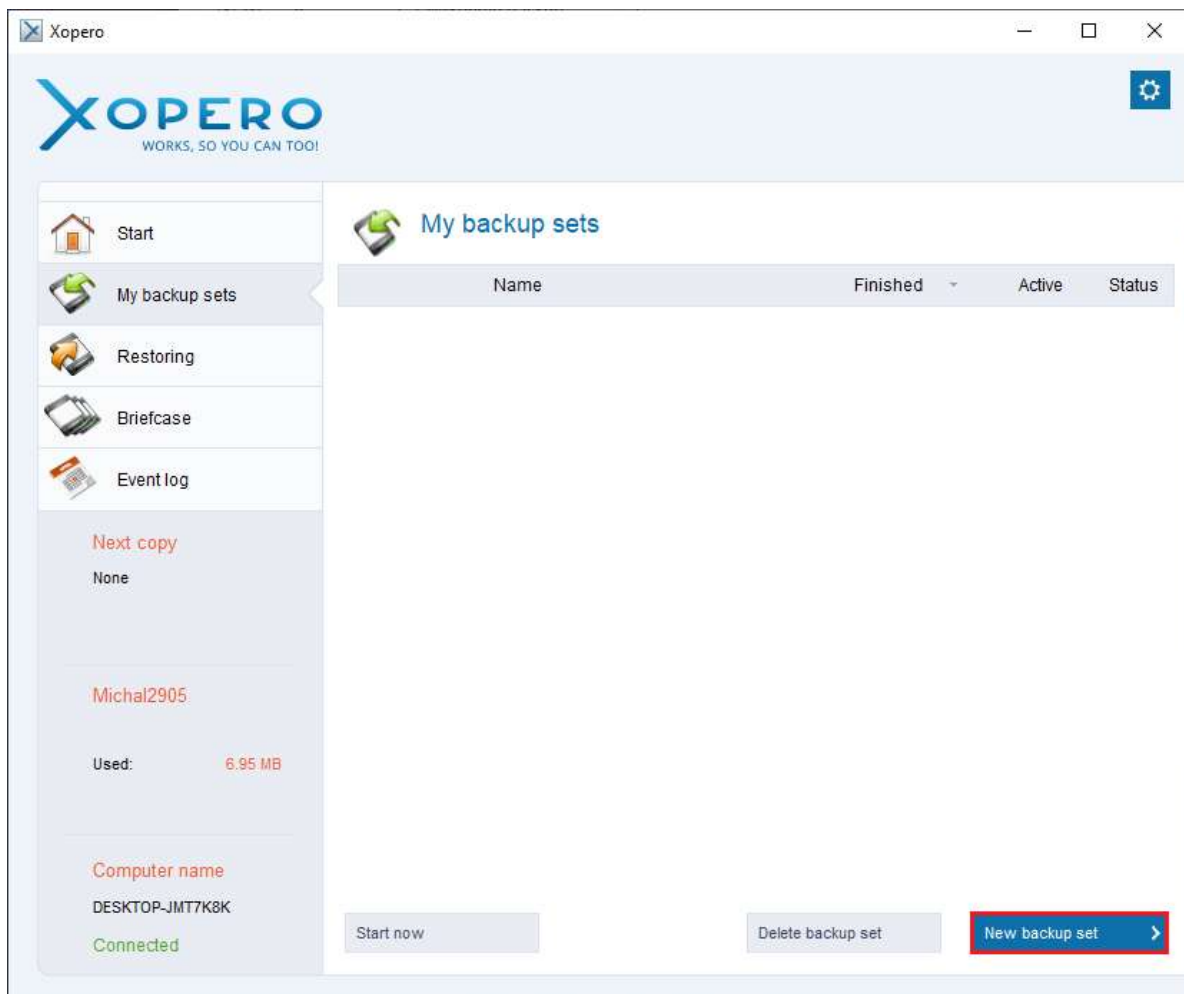 Xopero
XOPERO
WORKS, SO YOU CAN TOO!
Start
My backup sets
Restoring
Briefcase
Event log
Next copy
None
Michal2905
Used: 6.95 MB
Computer name
DESKTOP-JMT7K8K
Connected
My backup sets
Name Finished Active Status
Start now Delete backup set New backup set